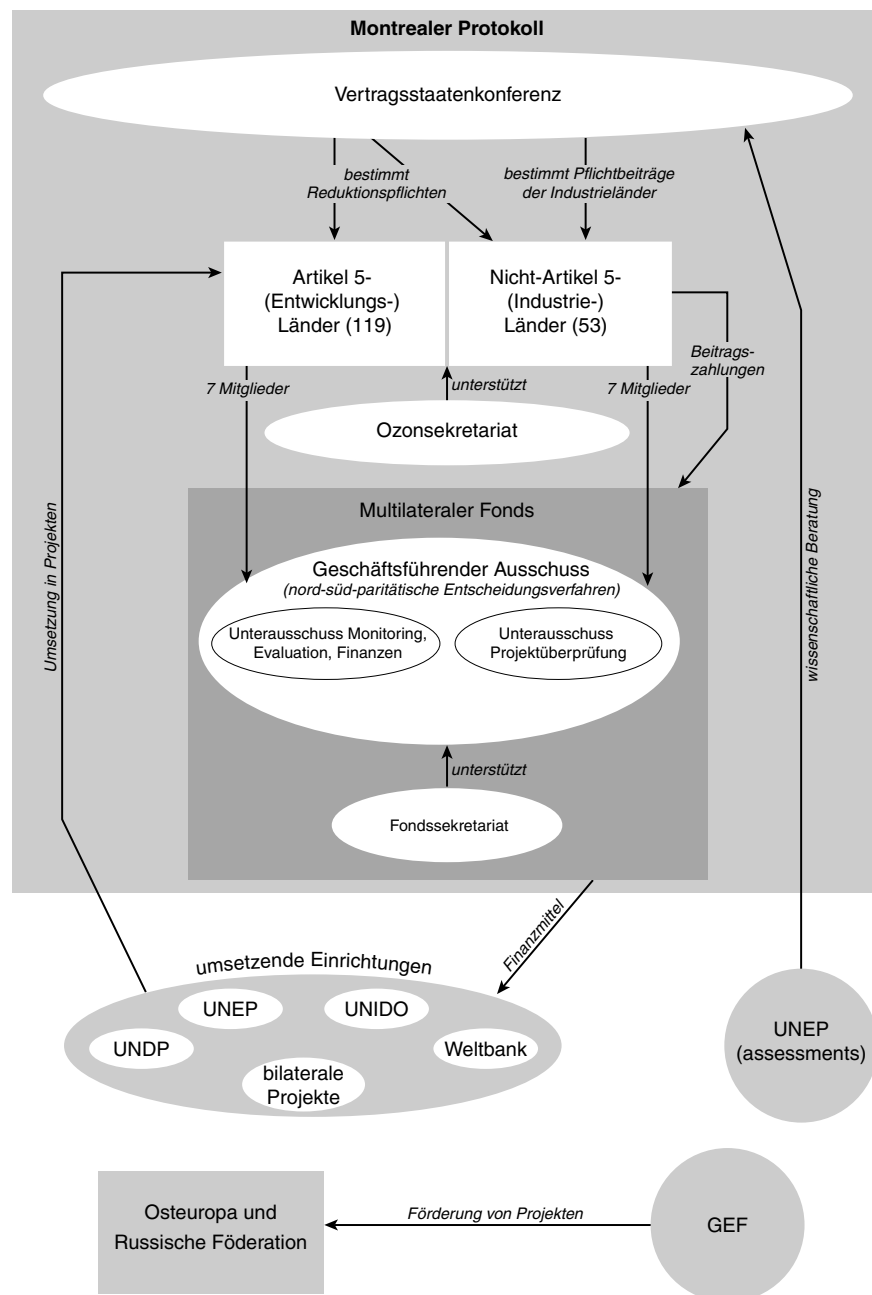 Montrealer Protokoll
Vertragsstaatenkonferenz
bestimmt
Reduktionspflichten
bestimmt Pflichtbeiträge
der Industrieländer
Artikel 5-
(Entwicklungs-)
Länder (119)
Nicht-Artikel 5-
(Industrie-)
Länder (53)
Beitrags-
zahlungen
7 Mitglieder
unterstützt
7 Mitglieder
Ozonsekretariat
Umsetzung in Projekten
wissenschaftliche Beratung
Multilateraler Fonds
Geschäftsführender Ausschuss
(nord-süd-paritätische Entscheidungsverfahren)
Unterausschuss Monitoring,
Evaluation, Finanzen
Unterausschuss
Projektüberprüfung
unterstützt
Fondssekretariat
Finanzmittel
umsetzende Einrichtungen
UNEP
UNIDO
UNDP
Weltbank
bilaterale
Projekte
UNEP
(assessments)
Osteuropa und
Russische Föderation
Förderung von Projekten
GEF